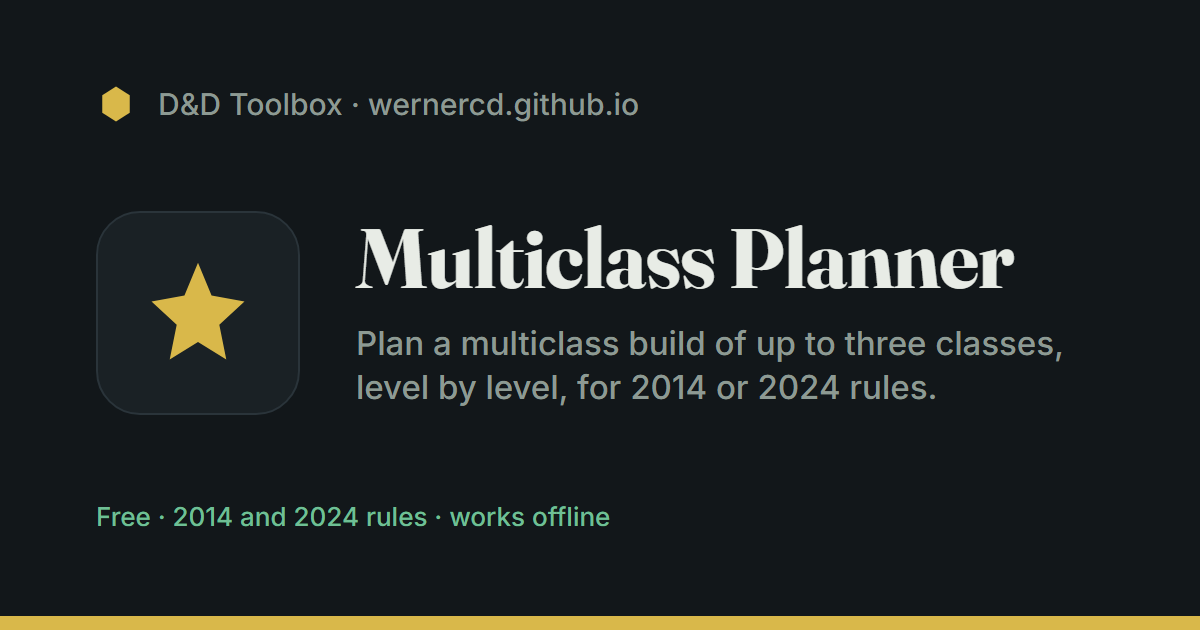 D&D Toolbox · wernercd.github.io
Multiclass Planner
Plan a multiclass build of up to three classes,
level by level, for 2014 or 2024 rules.
Free · 2014 and 2024 rules · works offline